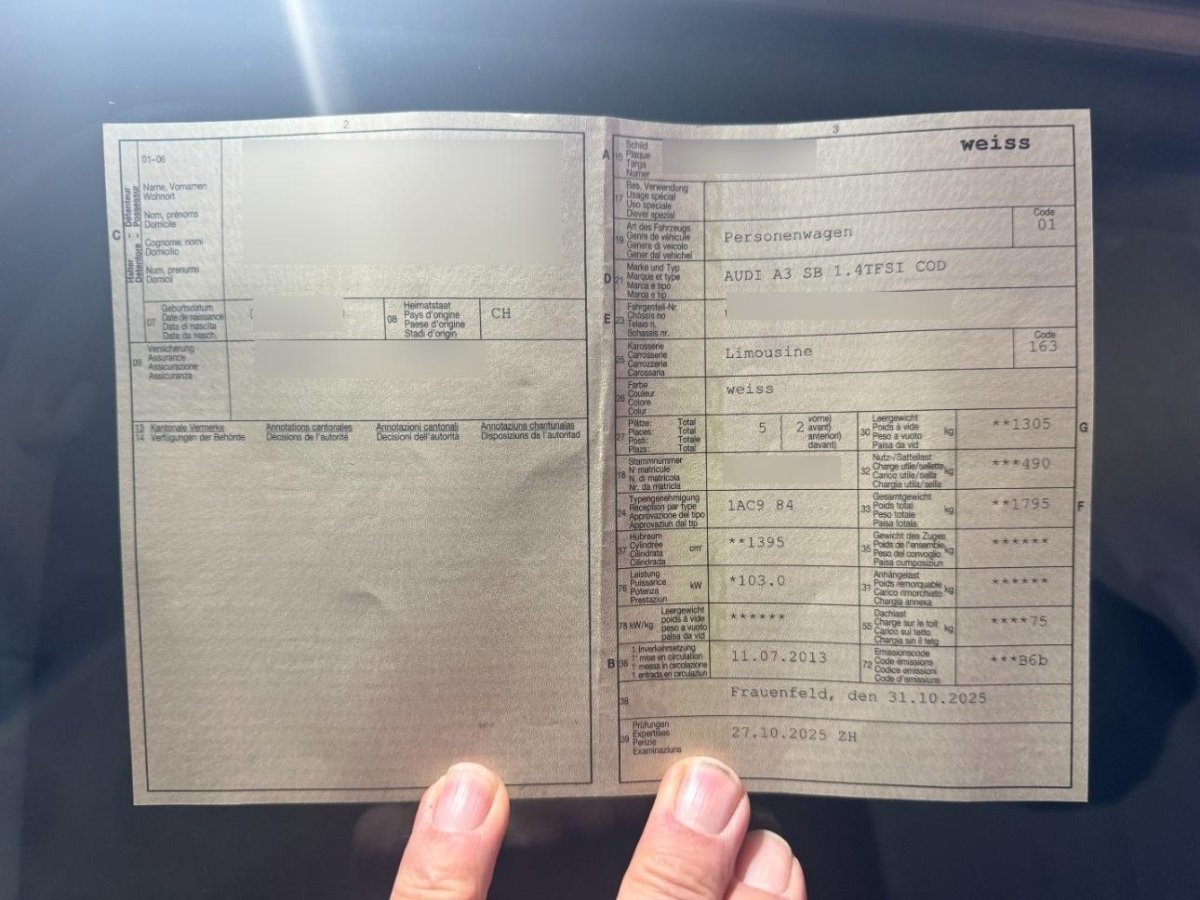 2
01-06
Halter - Détenteur
Detentore - Possessur
C
Name, Vornamen
Wohnort
Nom, prénoms
Domicile
Cognome, nomi
Domicilio
Num, prenums
Domicil
07
Geburtsdatum
Date de naissance
Data di nascita
Data da nasch.
08
Heimatstaat
Pays d'origine
Paese d'origine
Stadi d'origin
CH
09
Versicherung
Assurance
Assicurazione
Assicuranza
13 Kantonale Vermerke Annotations cantonales Annotazioni cantonali Annotaziuns chantunalas
14 Verfügungen der Behörde Décisions de l'autorité Decisioni dell'autorità Disposiziuns da l'autoritad
3
A 15
Schild
Plaque
Targa
Numer
weiss
17
Bes. Verwendung
Usage spécial
Uso speciale
Diever spezial
19
Art des Fahrzeugs
Genre de véhicule
Genere di veicolo
Gener dal vehichel
Personenwagen
Code
01
D 21
Marke und Typ
Marque et type
Marca e tipo
Marca e tip
AUDI A3 SB 1.4TFSI COD
E 23
Fahrgestell-Nr.
Châssis no
Telaio n.
Schassis nr.
25
Karosserie
Carrosserie
Carrozzeria
Carossaria
Limousine
Code
163
26
Farbe
Couleur
Colore
Colur
weiss
27
Plätze: Total
Places: Total
Posti: Totale
Plazs: Total
5
2
vorne)
avant)
anteriori)
davant)
30
Leergewicht
Poids à vide
Peso a vuoto
Paisa da vid
kg
**1305
G
18
Stammnummer
N° matricule
N. di matricola
Nr. da matricla
32
Nutz-/Sattellast
Charge utile/sellette
Carico utile/sella
Chargia utila/sella
kg
***490
24
Typengenehmigung
Réception par type
Approvazione del tipo
Approvaziun dal tip
1AC9 84
33
Gesamtgewicht
Poids total
Peso totale
Paisa totala
kg
**1795
F
37
Hubraum
Cylindrée
Cilindrata
Cilindrada
cm³
**1395
35
Gewicht des Zuges
Poids de l'ensemble
Peso del convoglio
Paisa cumposiziun
kg
******
76
Leistung
Puissance
Potenza
Prestaziun
kW
*103.0
31
Anhängelast
Poids remorquable
Carico rimorchiato
Chargia annexa
kg
******
78 kW/kg
Leergewicht
poids à vide
peso a vuoto
paisa da vid
******
55
Dachlast
Charge sur le toit
Carico sul tetto
Chargia sin il tetg
kg
****75
B 36
1. Inverkehrsetzung
1re mise en circulation
1a messa in circolazione
1. entrada en circulaziun
11.07.2013
72
Emissionscode
Code émissions
Codice emissioni
Code d'emissiuns
***B6b
38
Frauenfeld, den 31.10.2025
39
Prüfungen
Expertises
Perizie
Examinaziuns
27.10.2025 ZH